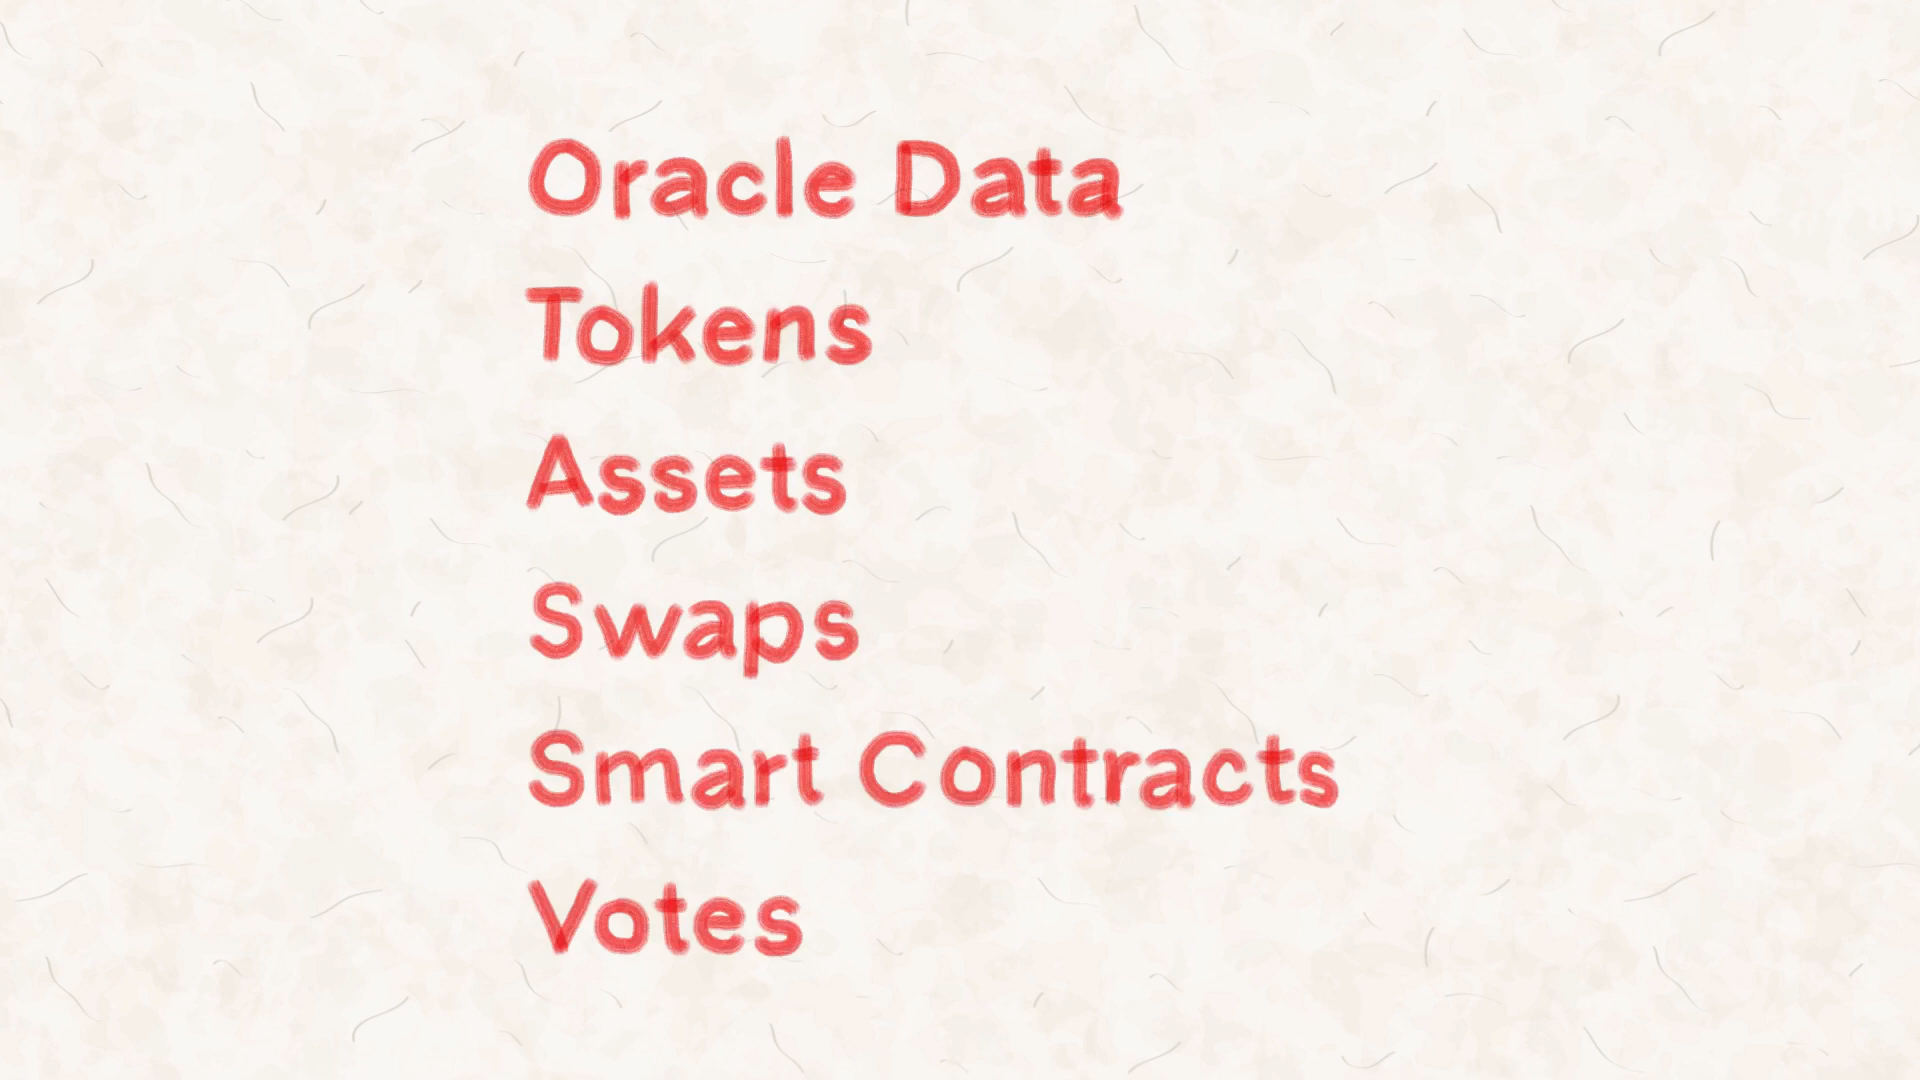 Oracle Data
Tokens
Assets
Swaps
Smart Contracts
Votes